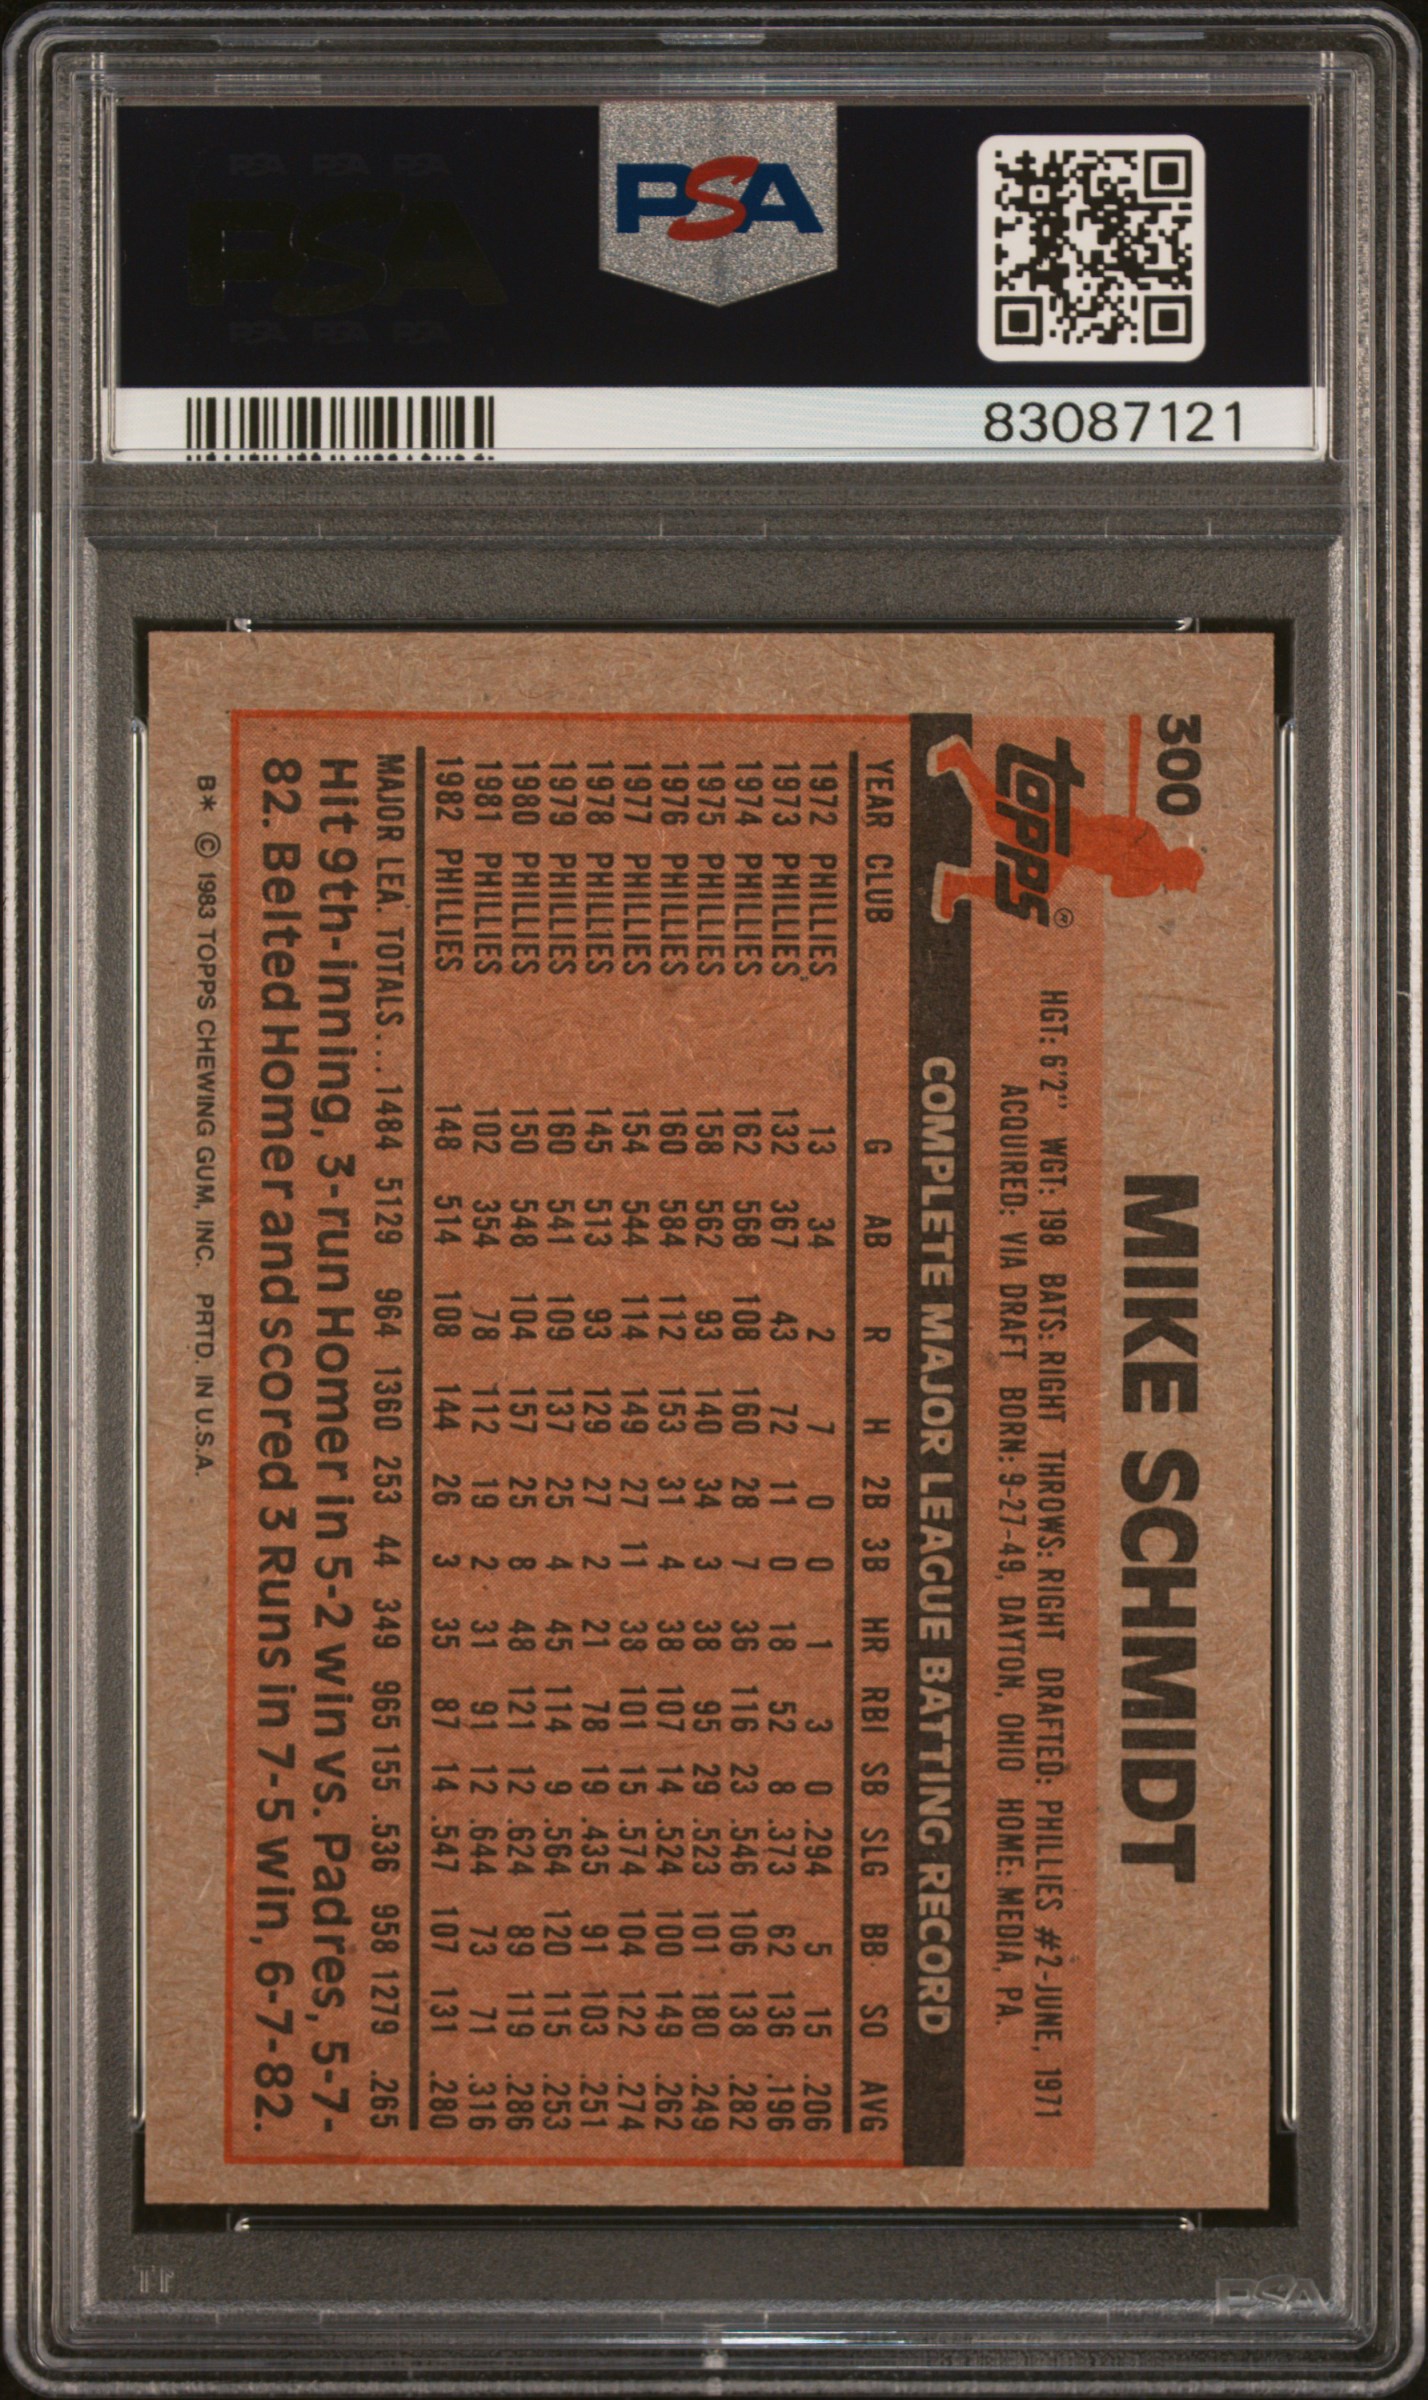 PSA PSA PSA
PSA
PSA PSA PSA
PSA
83087121
300
MIKE SCHMIDT
TOPPS®
HGT: 6'2" WGT: 198 BATS: RIGHT THROWS: RIGHT DRAFTED: PHILLIES #2-JUNE, 1971
ACQUIRED: VIA DRAFT BORN: 9-27-49, DAYTON, OHIO HOME: MEDIA, PA.
COMPLETE MAJOR LEAGUE BATTING RECORD
YEAR CLUB G AB R H 2B 3B HR RBI SB SLG BB SO AVG
1972 PHILLIES 13 34 2 7 0 0 1 3 0 .294 5 15 .206
1973 PHILLIES 132 367 43 72 11 0 18 52 8 .373 62 136 .196
1974 PHILLIES 162 568 108 160 28 7 36 116 23 .546 106 138 .282
1975 PHILLIES 158 562 93 140 34 3 38 95 29 .523 101 180 .249
1976 PHILLIES 160 584 112 153 31 4 38 107 14 .524 100 149 .262
1977 PHILLIES 154 544 114 149 27 11 38 101 15 .574 104 122 .274
1978 PHILLIES 145 513 93 129 27 2 21 78 19 .435 91 103 .251
1979 PHILLIES 160 541 109 137 25 4 45 114 9 .564 120 115 .253
1980 PHILLIES 150 548 104 157 25 8 48 121 12 .624 89 119 .286
1981 PHILLIES 102 354 78 112 19 2 31 91 12 .644 73 71 .316
1982 PHILLIES 148 514 108 144 26 3 35 87 14 .547 107 131 .280
MAJOR LEA. TOTALS... 1484 5129 964 1360 253 44 349 965 155 .536 958 1279 .265
Hit 9th-inning, 3-run Homer in 5-2 win vs. Padres, 5-7-
82. Belted Homer and scored 3 Runs in 7-5 win, 6-7-82.
B* © 1983 TOPPS CHEWING GUM, INC. PRTD. IN U.S.A.
PSA